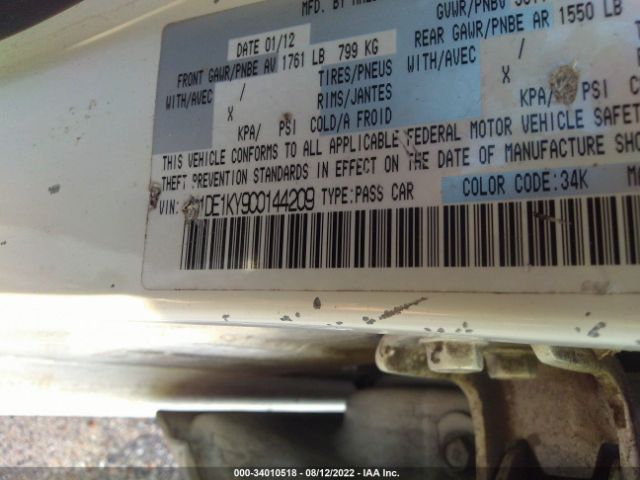 MFD. BY
GVWR/PNBV
DATE 01/12
FRONT GAWR/PNBE AV 1761 LB 799 KG
REAR GAWR/PNBE AR 1550 LB
WITH/AVEC / TIRES/PNEUS WITH/AVEC /
X RIMS/JANTES X
KPA/ PSI COLD/A FROID KPA/ PSI CO
THIS VEHICLE CONFORMS TO ALL APPLICABLE FEDERAL MOTOR VEHICLE SAFET
THEFT PREVENTION STANDARDS IN EFFECT ON THE DATE OF MANUFACTURE SHO
VIN: DE1KY9C0144209 TYPE:PASS CAR COLOR CODE:34K
000-34010518 - 08/12/2022 - IAA Inc.